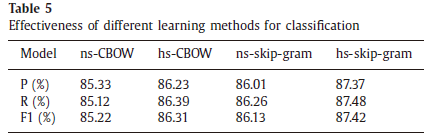 Table 5
Effectiveness of different learning methods for classification
Model ns-CBOW hs-CBOW ns-skip-gram hs-skip-gram
P (%) 85.33 86.23 86.01 87.37
R (%) 85.12 86.39 86.26 87.48
F1 (%) 85.22 86.31 86.13 87.42